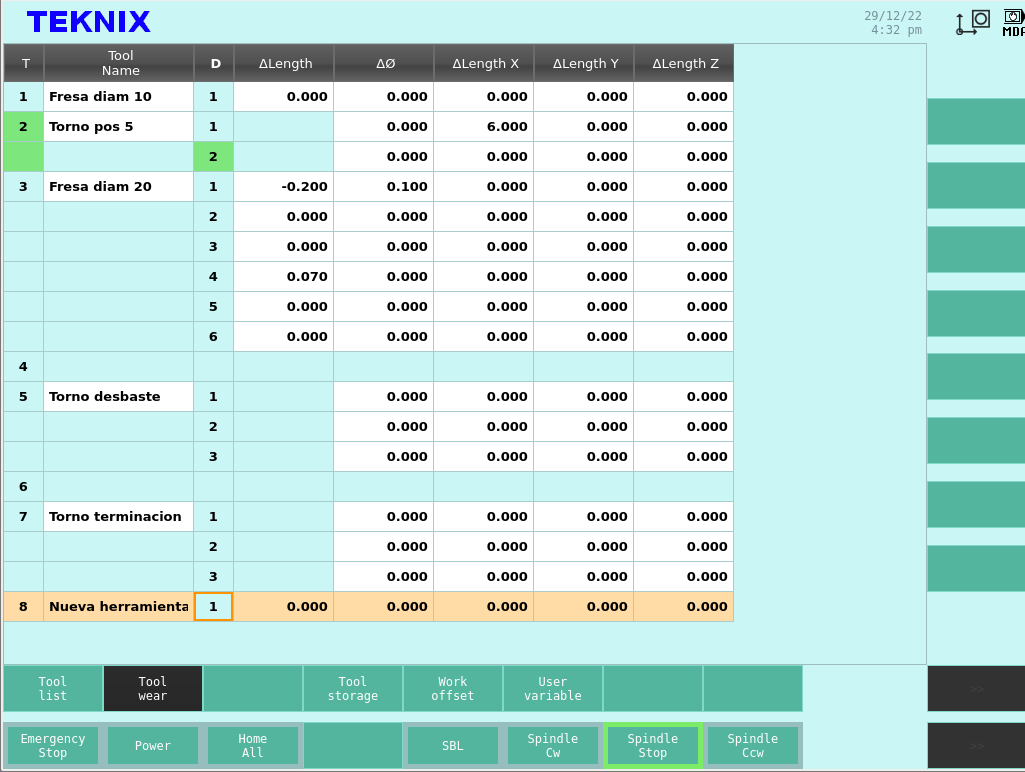 TEKNIX
29/12/22
4:32 pm
MDA
T Tool Name D ΔLength ΔØ ΔLength X ΔLength Y ΔLength Z
1 Fresa diam 10 1 0.000 0.000 0.000 0.000 0.000
2 Torno pos 5 1 0.000 6.000 0.000 0.000
2 0.000 0.000 0.000 0.000
3 Fresa diam 20 1 -0.200 0.100 0.000 0.000 0.000
2 0.000 0.000 0.000 0.000 0.000
3 0.000 0.000 0.000 0.000 0.000
4 0.070 0.000 0.000 0.000 0.000
5 0.000 0.000 0.000 0.000 0.000
6 0.000 0.000 0.000 0.000 0.000
4
5 Torno desbaste 1 0.000 0.000 0.000 0.000
2 0.000 0.000 0.000 0.000
3 0.000 0.000 0.000 0.000
6
7 Torno terminacion 1 0.000 0.000 0.000 0.000
2 0.000 0.000 0.000 0.000
3 0.000 0.000 0.000 0.000
8 Nueva herramienta 1 0.000 0.000 0.000 0.000 0.000
Tool list Tool wear Tool storage Work offset User variable >>
Emergency Stop Power Home All SBL Spindle Cw Spindle Stop Spindle Ccw >>